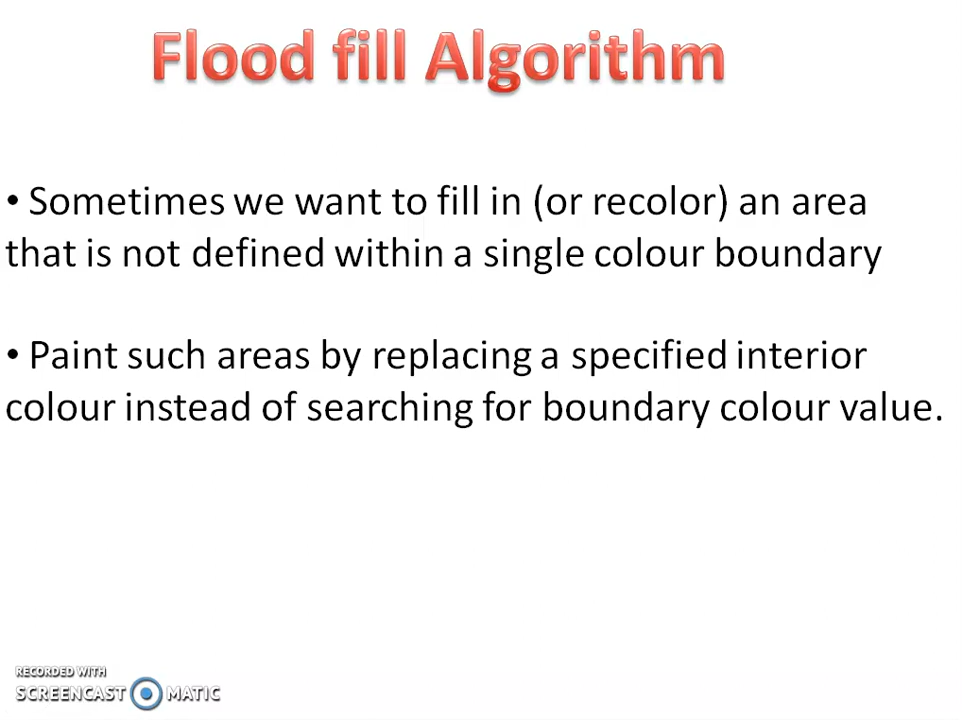 Flood fill Algorithm
• Sometimes we want to fill in (or recolor) an area
that is not defined within a single colour boundary
• Paint such areas by replacing a specified interior
colour instead of searching for boundary colour value.
RECORDED WITH
SCREENCAST MATIC